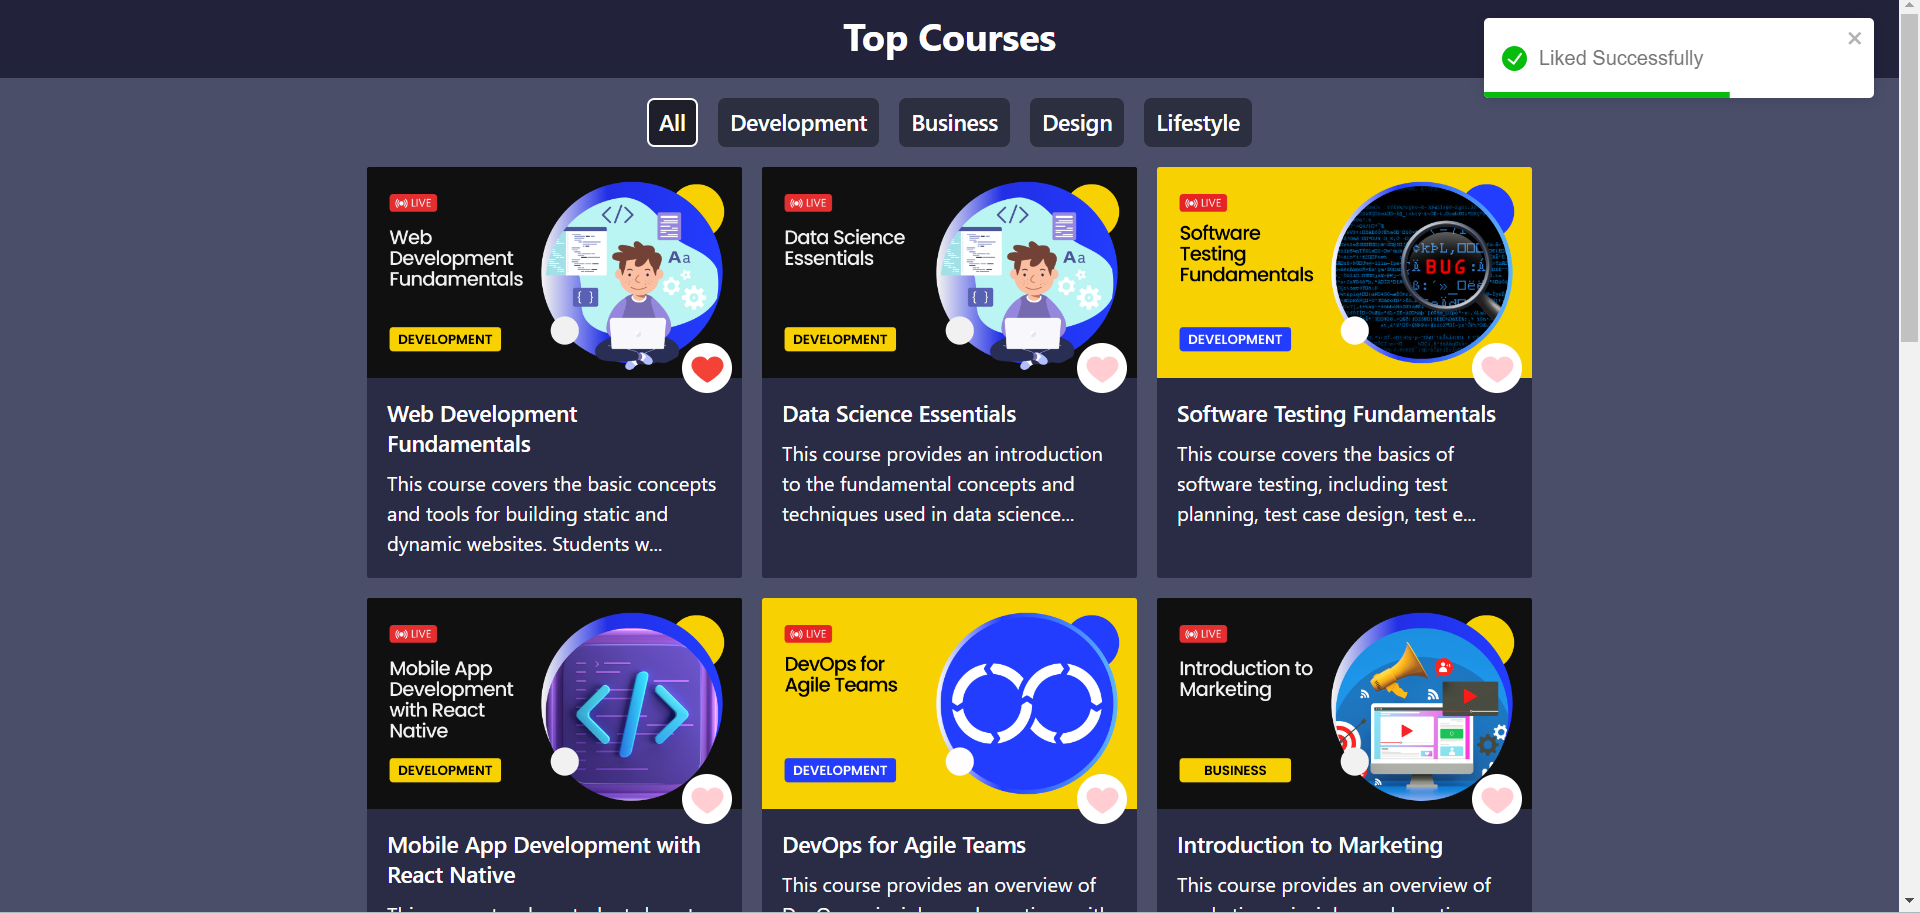 Top Courses
Liked Successfully
All
Development
Business
Design
Lifestyle
LIVE
Web
Development
Fundamentals
DEVELOPMENT
Web Development
Fundamentals
This course covers the basic concepts
and tools for building static and
dynamic websites. Students w...
LIVE
Data Science
Essentials
Aa
DEVELOPMENT
Data Science Essentials
This course provides an introduction
to the fundamental concepts and
techniques used in data science...
LIVE
Software
Testing
Fundamentals
BUG
DEVELOPMENT
Software Testing Fundamentals
This course covers the basics of
software testing, including test
planning, test case design, test e...
LIVE
Mobile App
Development
with React
Native
DEVELOPMENT
Mobile App Development with
React Native
LIVE
DevOps for
Agile Teams
DEVELOPMENT
DevOps for Agile Teams
This course provides an overview of
LIVE
Introduction to
Marketing
BUSINESS
Introduction to Marketing
This course provides an overview of